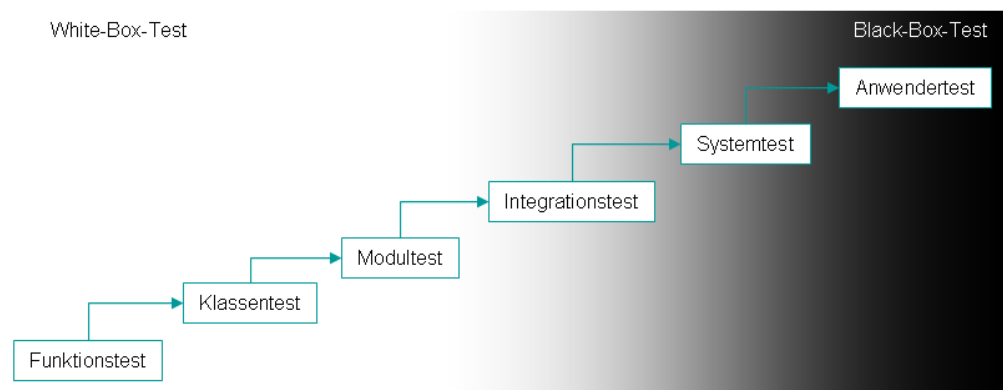 White-Box-Test
Black-Box-Test
Anwendertest
Systemtest
Integrationstest
Modultest
Klassentest
Funktionstest